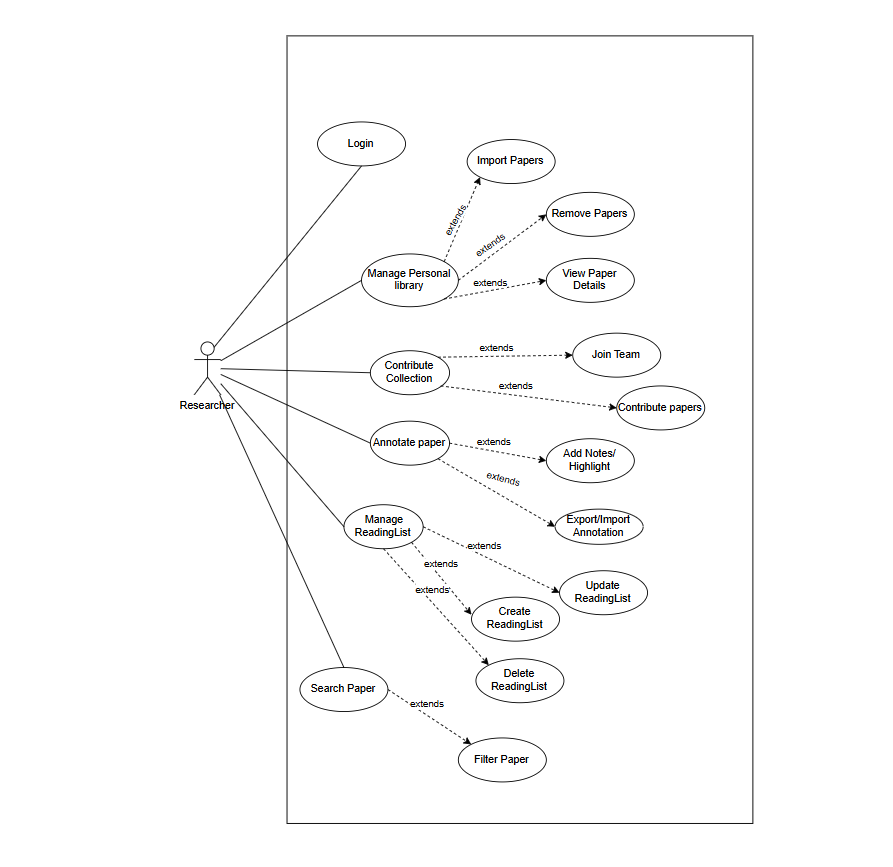 Login
Import Papers
extends
Remove Papers
extends
Manage Personal
library
extends
View Paper
Details
extends
Join Team
Contribute
Collection
extends
Contribute papers
Researcher
Annotate paper
extends
Add Notes/
Highlight
extends
Export/Import
Annotation
Manage
ReadingList
extends
extends
extends
Update
ReadingList
Create
ReadingList
Delete
ReadingList
Search Paper
extends
Filter Paper